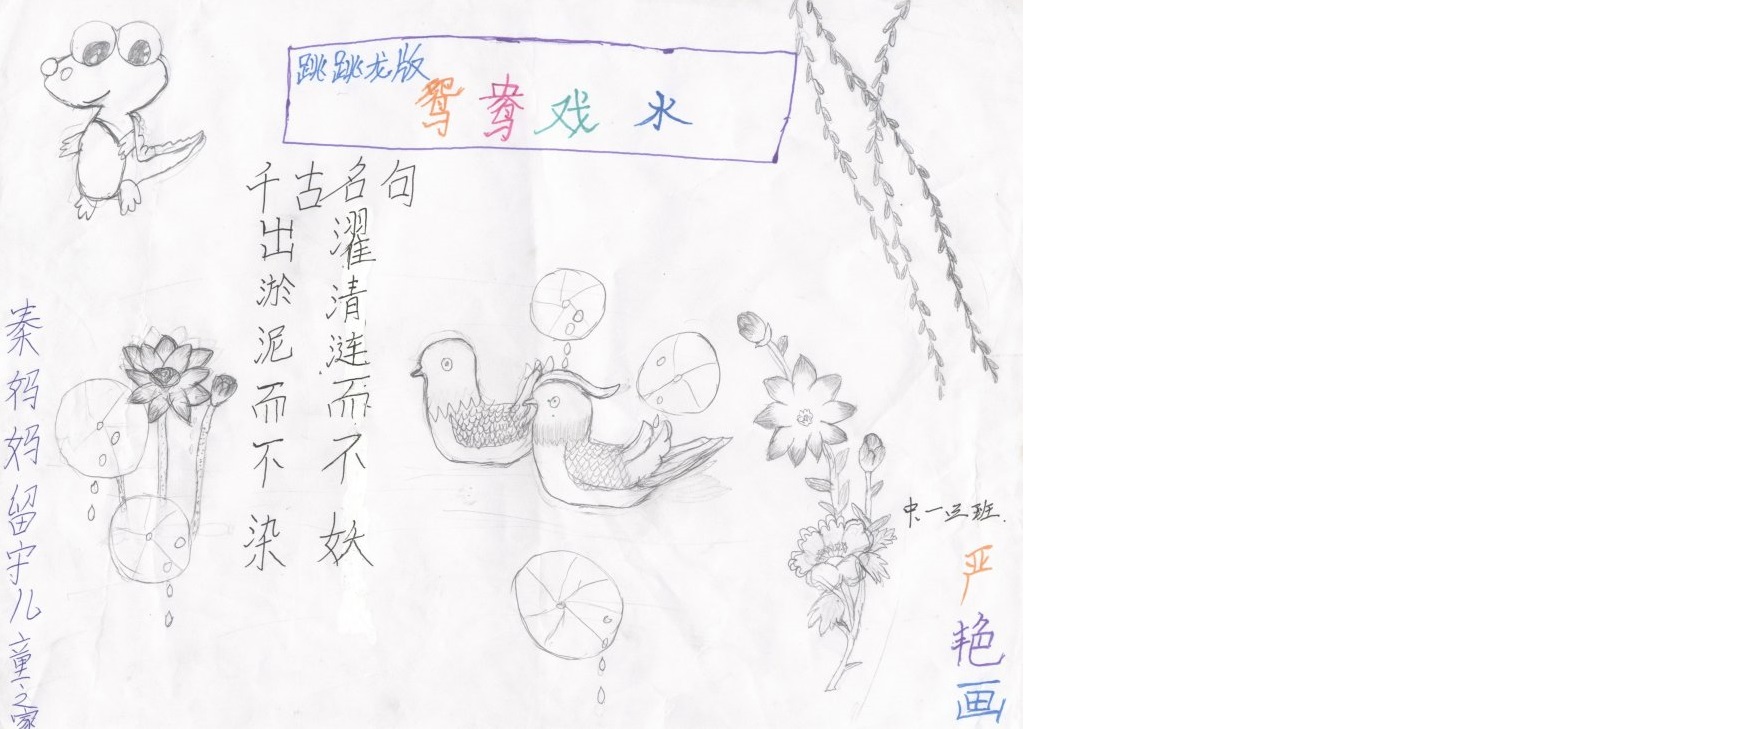 跳跳龙版
鸳鸯戏水
千古名句
出淤泥而不染
濯清涟而不妖
秦妈妈留守儿童之家
中一三班.
严艳画